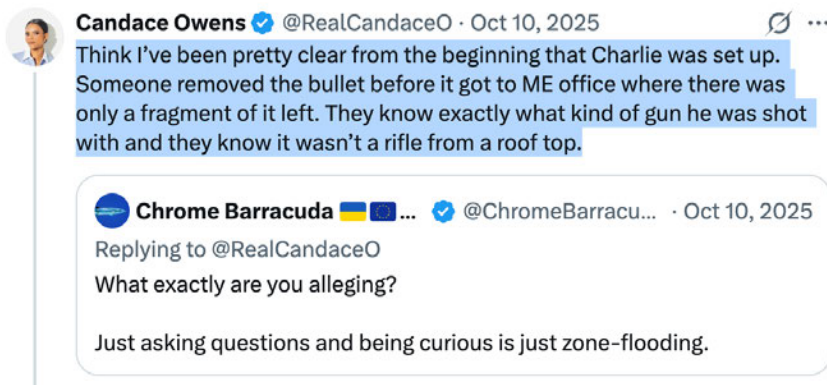 Candace Owens @RealCandaceO · Oct 10, 2025 ...
Think I've been pretty clear from the beginning that Charlie was set up.
Someone removed the bullet before it got to ME office where there was
only a fragment of it left. They know exactly what kind of gun he was shot
with and they know it wasn't a rifle from a roof top.
Chrome Barracuda 🇺🇦🇪🇺... @ChromeBarracu... · Oct 10, 2025
Replying to @RealCandaceO
What exactly are you alleging?
Just asking questions and being curious is just zone-flooding.